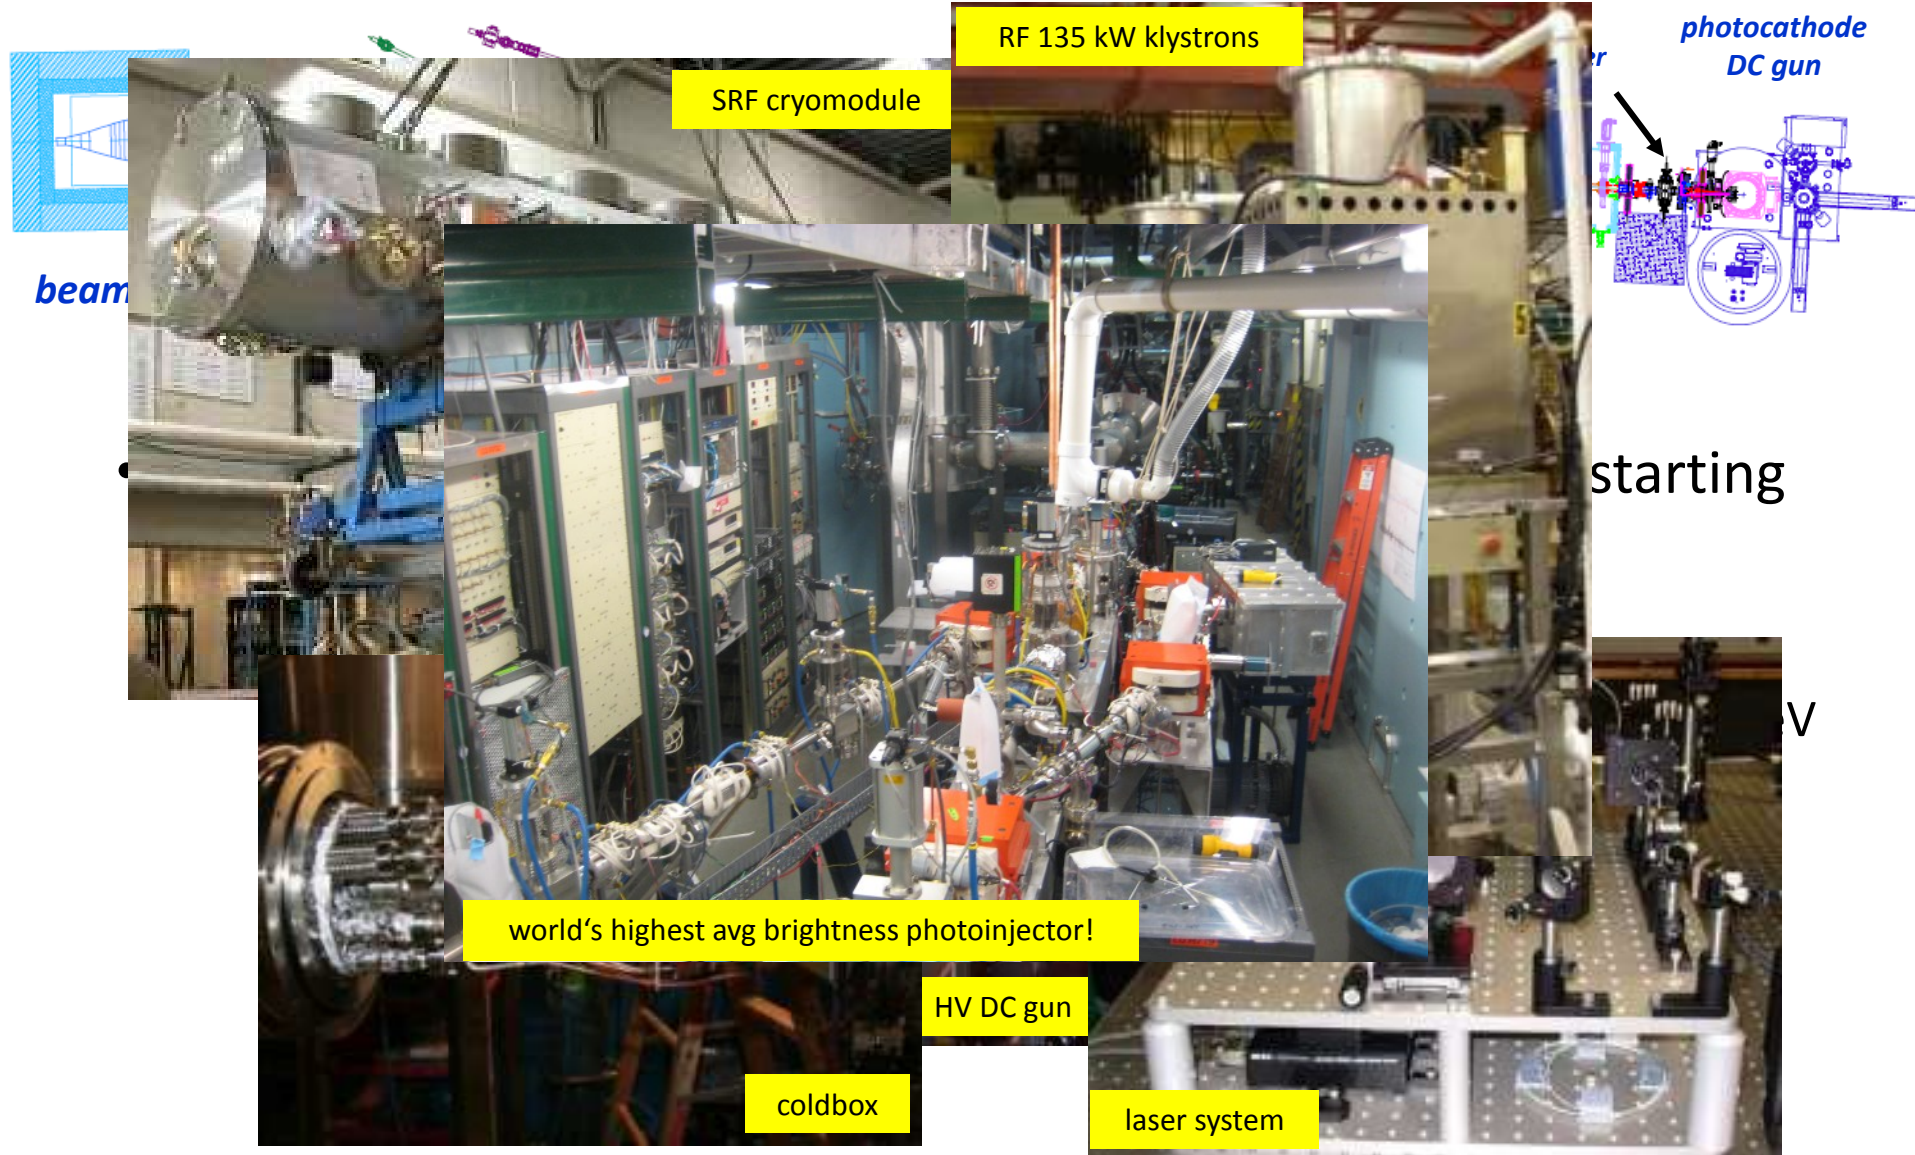 RF 135 kW klystrons
photocathode
DC gun
SRF cryomodule
beam
starting
eV
world‘s highest avg brightness photoinjector!
HV DC gun
coldbox
laser system